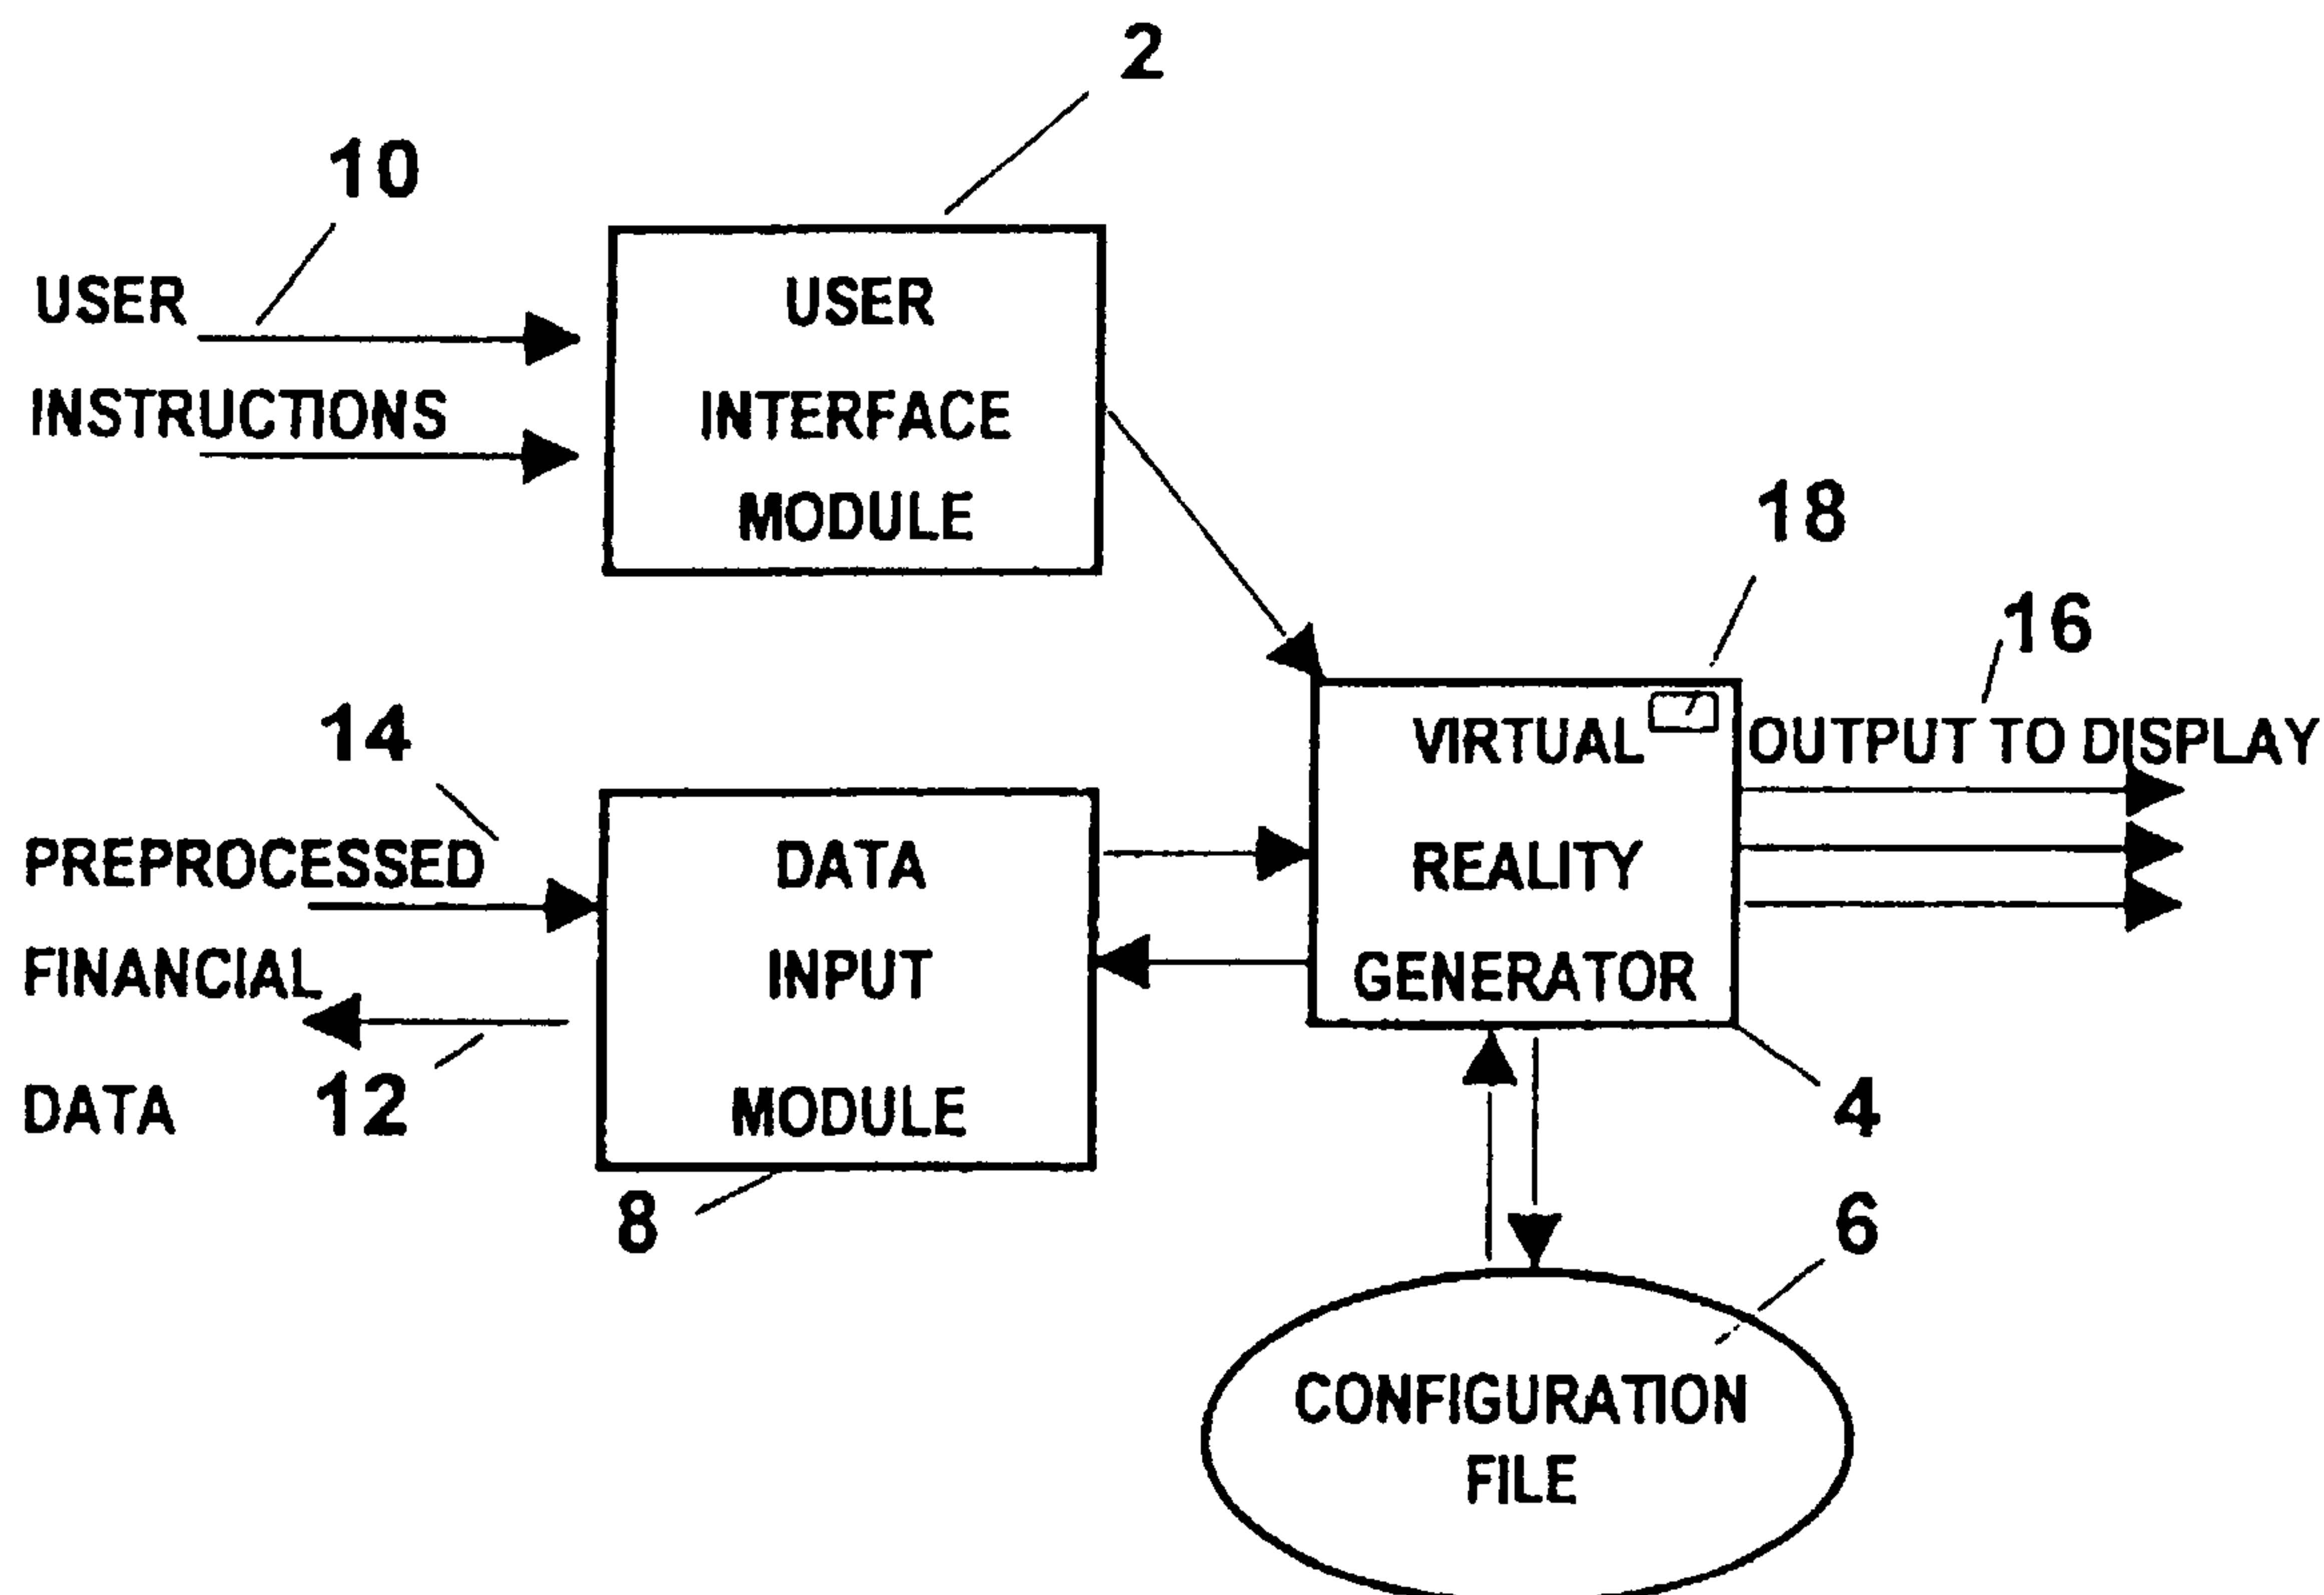 2
10
USER
INSTRUCTIONS
USER
INTERFACE
MODULE
18
16
14
VIRTUAL
REALITY
GENERATOR
OUTPUT TO DISPLAY
PREPROCESSED
FINANCIAL
DATA
12
DATA
INPUT
MODULE
4
8
6
CONFIGURATION
FILE